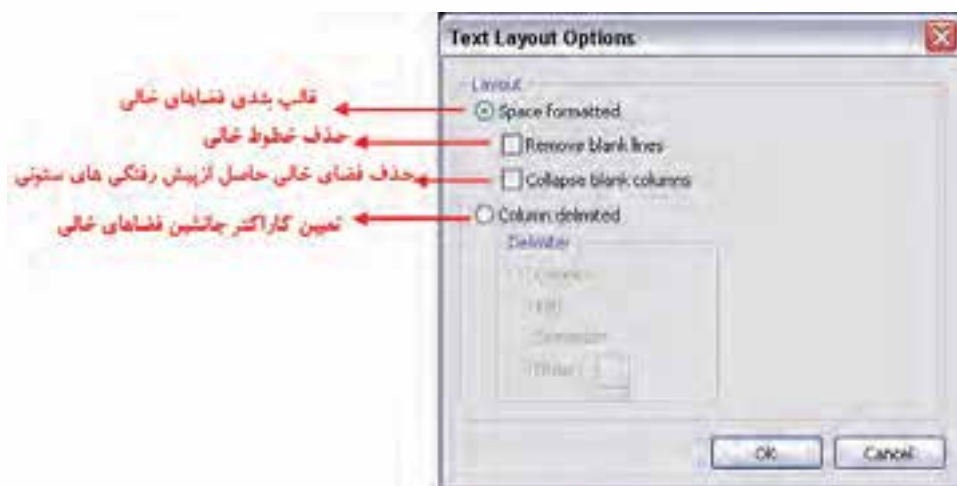 Text Layout Options
Layout
قالب بندی فضاهای خالی
Space formatted
حذف خطوط خالی
Remove blank lines
حذف فضای خالی حاصل ازپیش رفتگی های ستونی
Collapse blank columns
تعیین کاراکتر جانشین فضاهای خالی
Column delimited
Delimiter
OK
Cancel